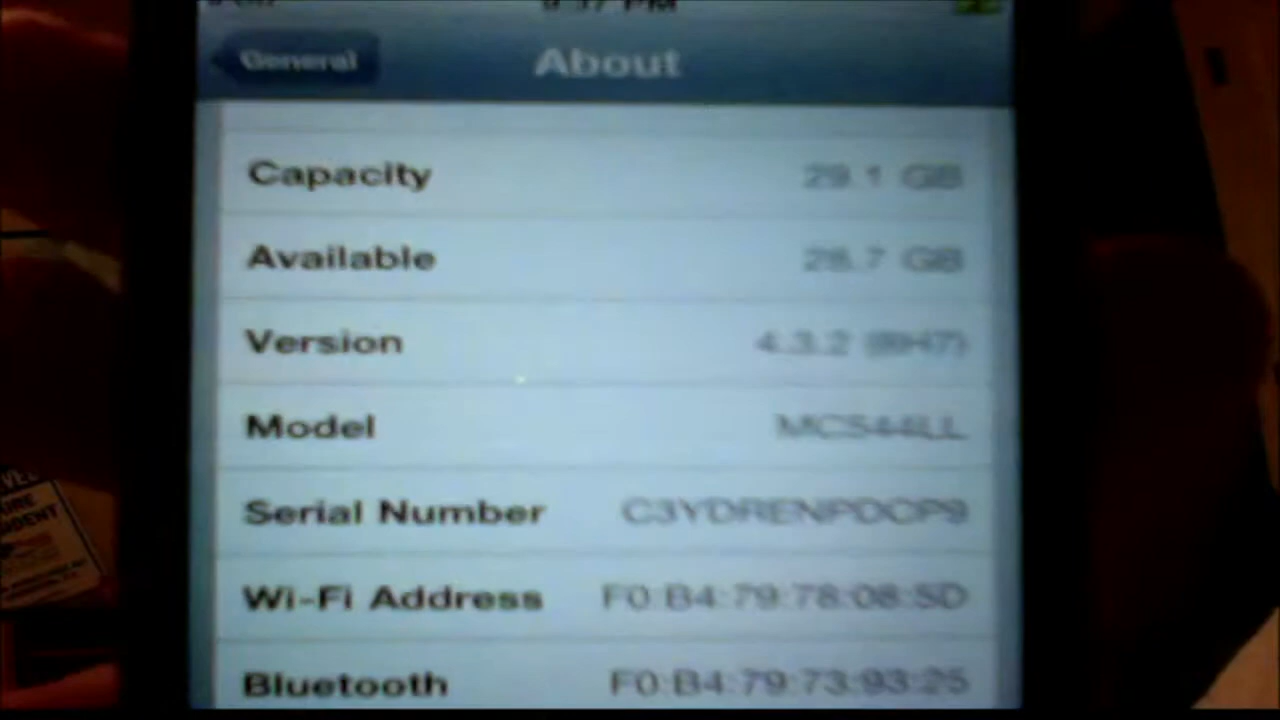 General About
Capacity 29.1 GB
Available 28.7 GB
Version 4.3.2 (8H7)
Model MC544LL
Serial Number
Wi-Fi Address F0:B4:79:78:08:5D
Bluetooth F0:B4:79:73:93:25
DENT